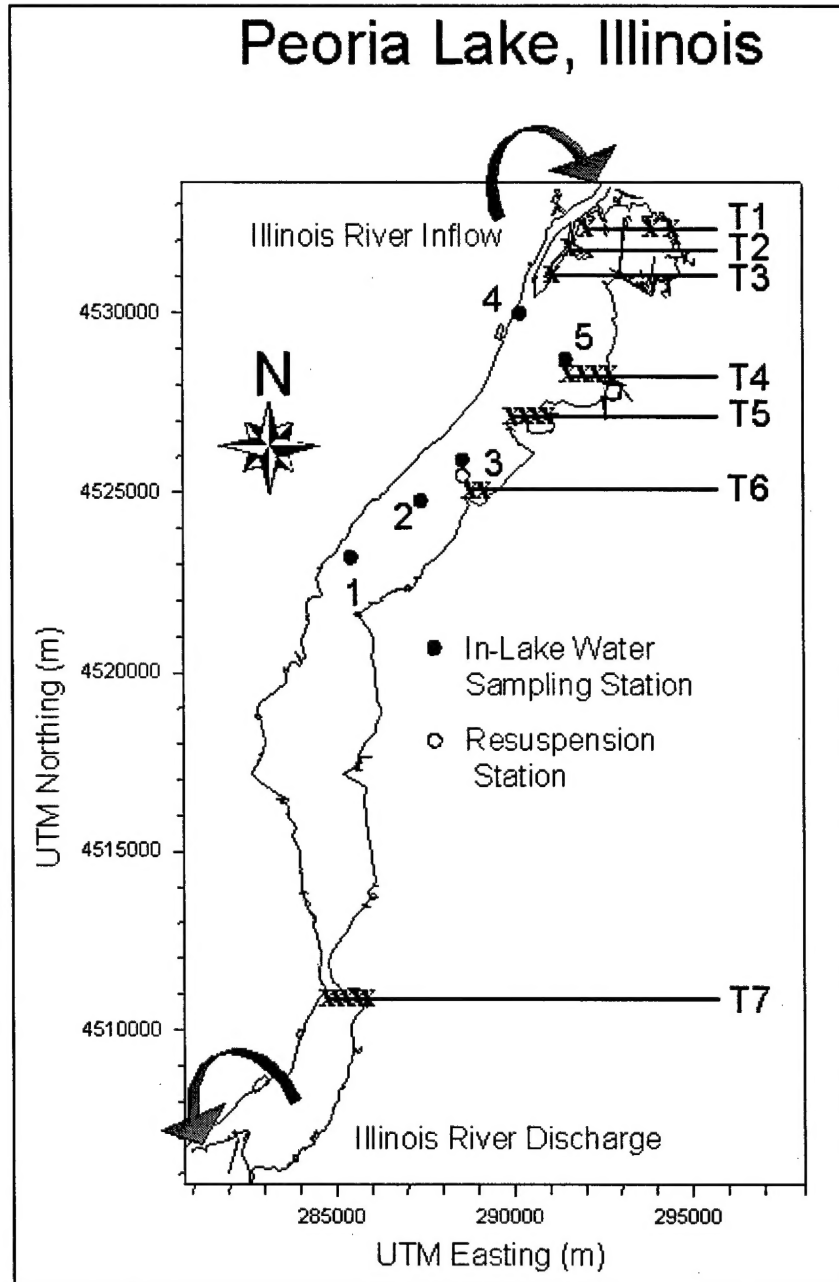 Peoria Lake, Illinois
Illinois River Inflow
T1
T2
T3
4
4530000
5
N
T4
T5
3
4525000
T6
2
1
In-Lake Water
Sampling Station
4520000
Resuspension
Station
UTM Northing (m)
4515000
T7
4510000
Illinois River Discharge
285000 290000 295000
UTM Easting (m)